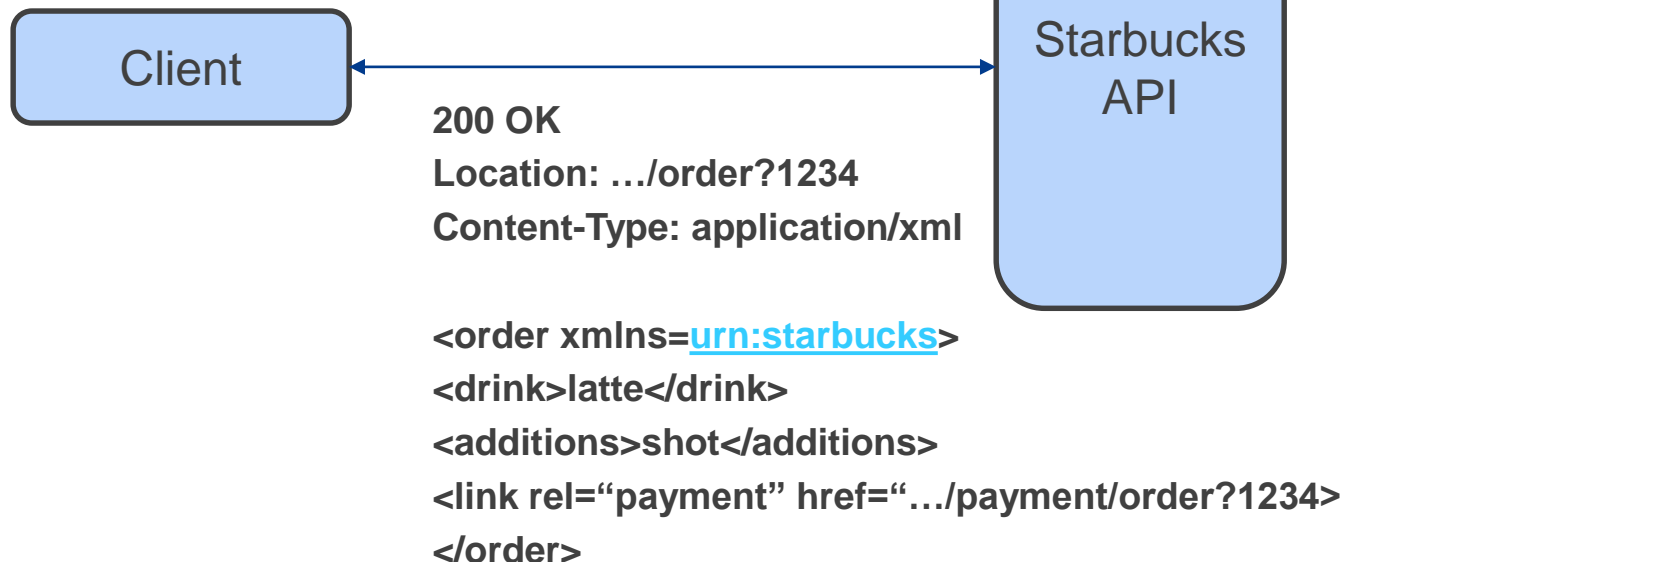 Client
Starbucks
API
200 OK
Location: …/order?1234
Content-Type: application/xml
<order xmlns=urn:starbucks>
<drink>latte</drink>
<additions>shot</additions>
<link rel=“payment” href=“…/payment/order?1234>
</order>